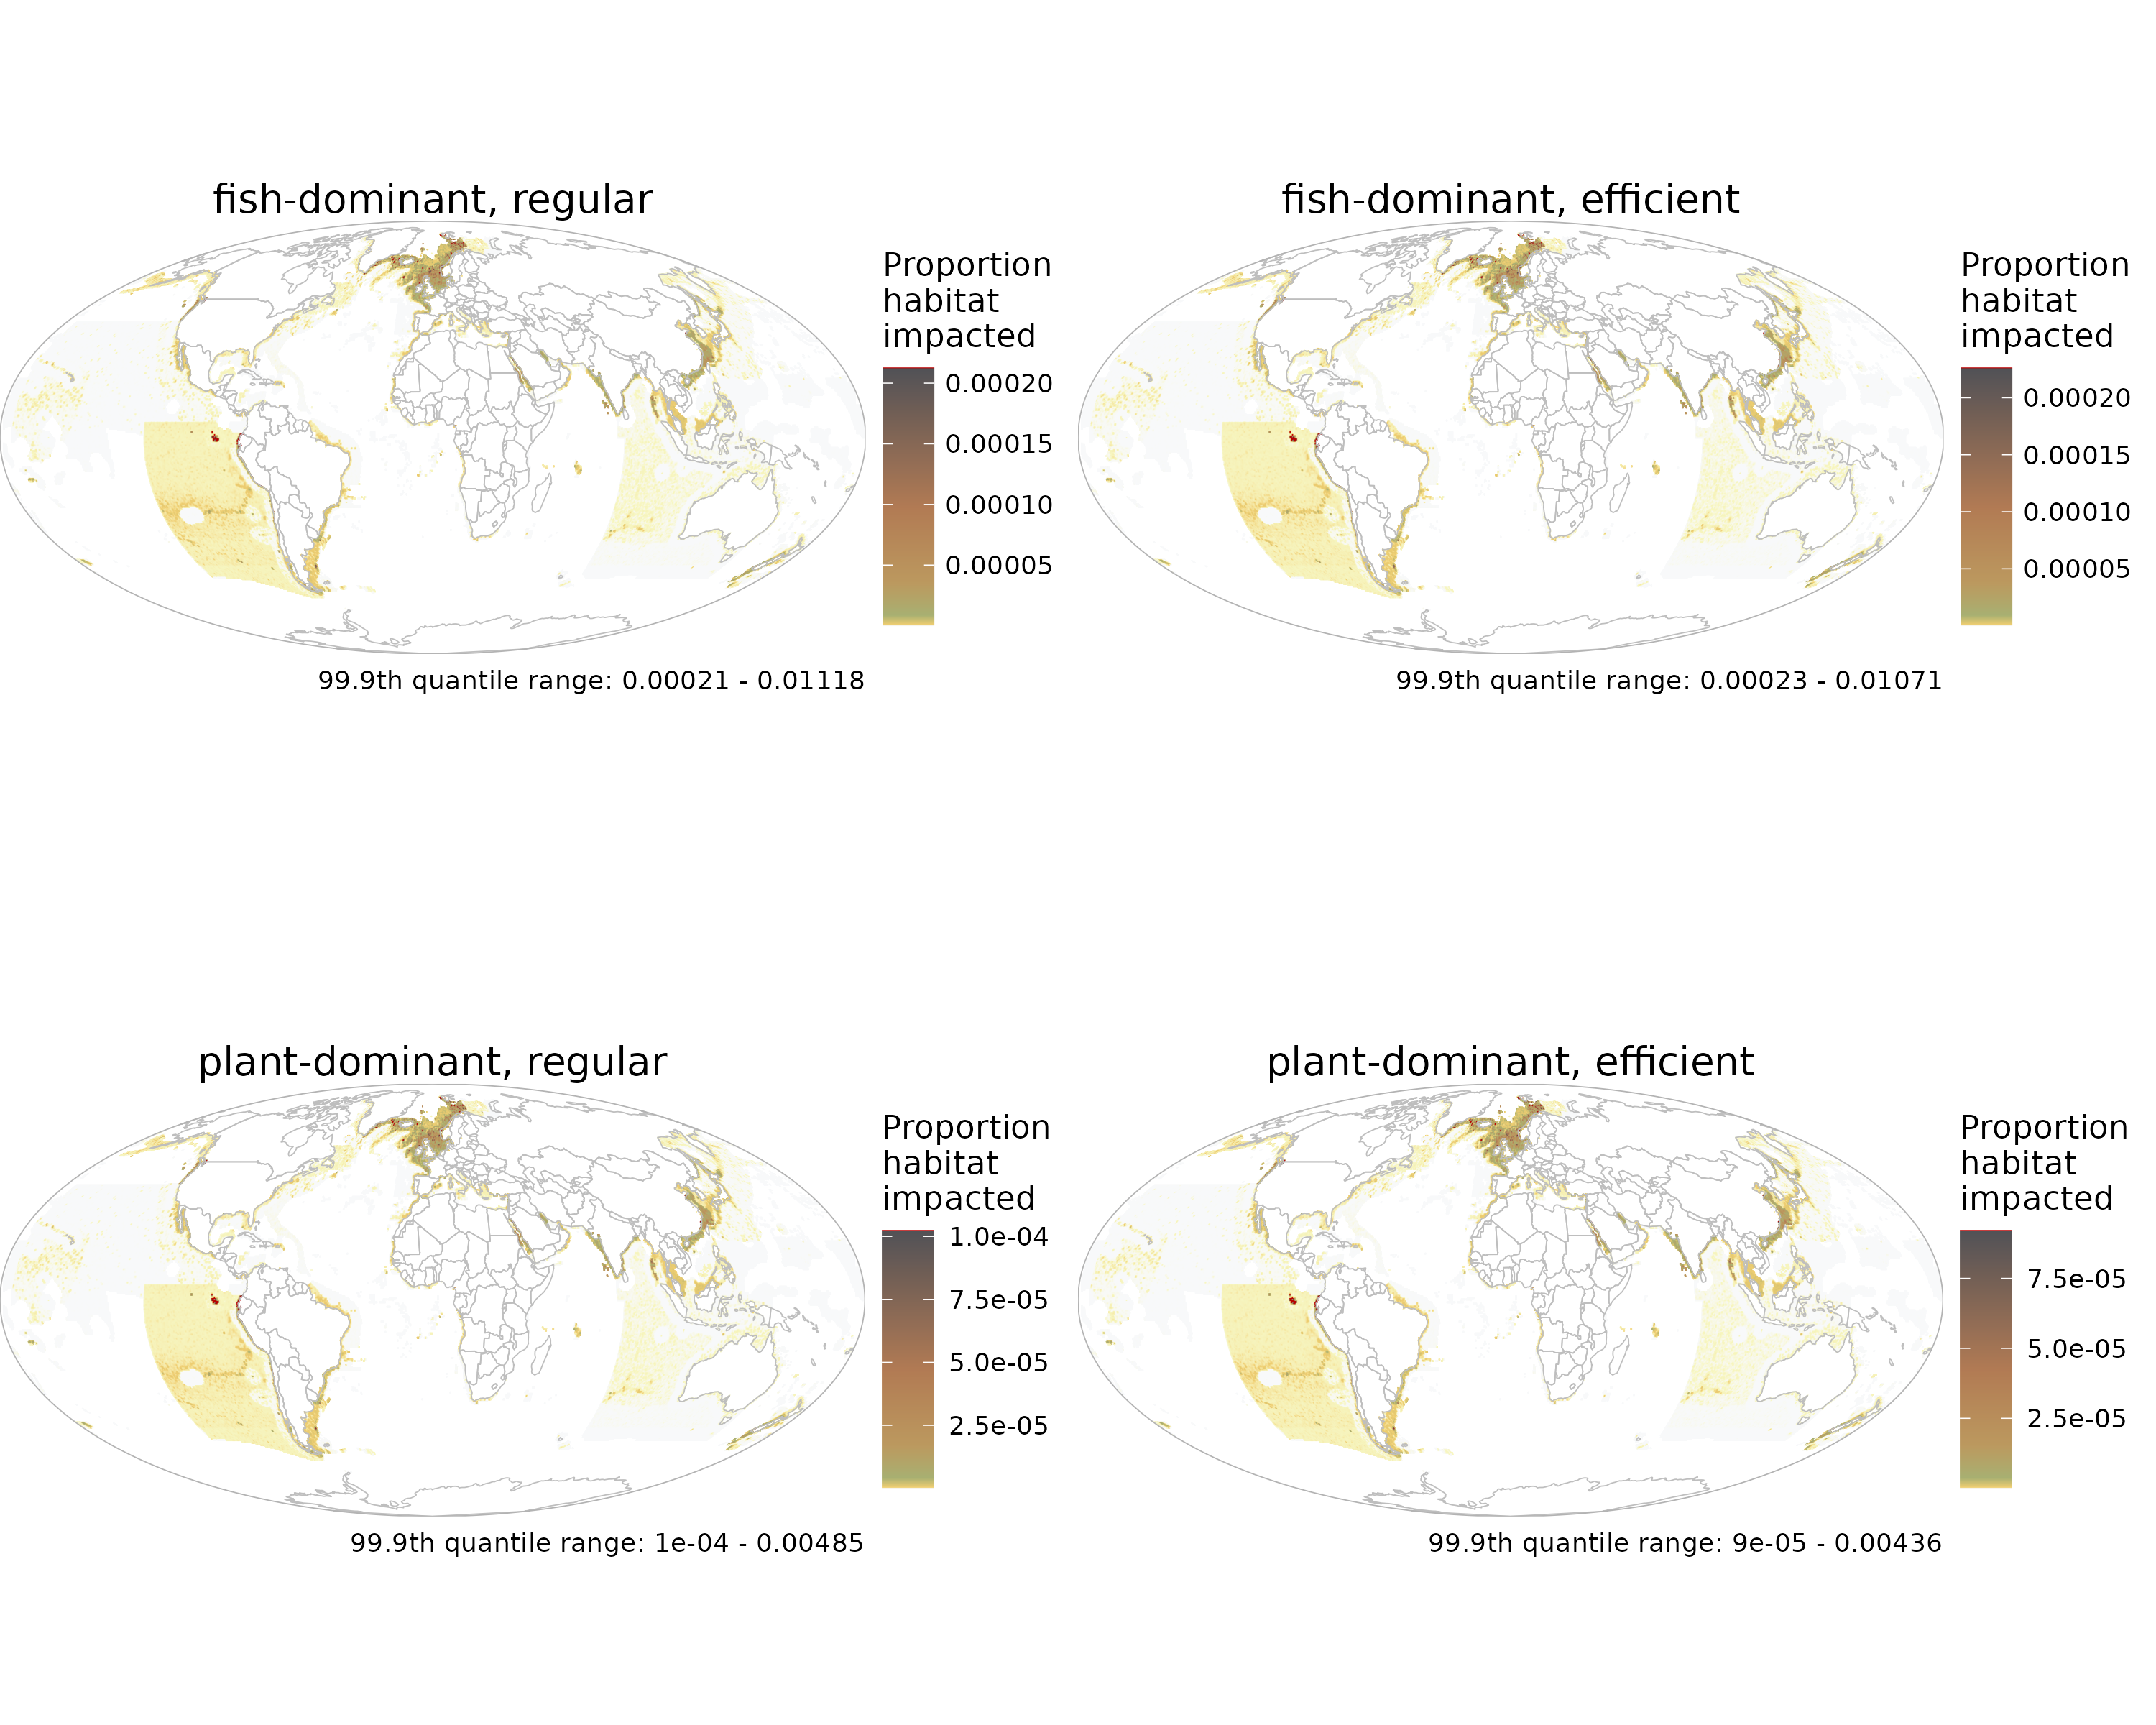 fish-dominant, regular
Proportion
habitat
impacted
0.00020
0.00015
0.00010
0.00005
99.9th quantile range: 0.00021 - 0.01118
fish-dominant, efficient
Proportion
habitat
impacted
0.00020
0.00015
0.00010
0.00005
99.9th quantile range: 0.00023 - 0.01071
plant-dominant, regular
Proportion
habitat
impacted
1.0e-04
7.5e-05
5.0e-05
2.5e-05
99.9th quantile range: 1e-04 - 0.00485
plant-dominant, efficient
Proportion
habitat
impacted
7.5e-05
5.0e-05
2.5e-05
99.9th quantile range: 9e-05 - 0.00436